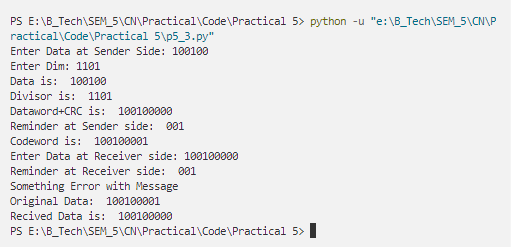 PS E:\B_Tech\SEM_5\CN\Practical\Code\Practical 5> python -u "e:\B_Tech\SEM_5\CN\P
ractical\Code\Practical 5\p5_3.py"
Enter Data at Sender Side: 100100
Enter Dim: 1101
Data is:  100100
Divisor is:  1101
Dataword+CRC is:  100100000
Reminder at Sender side:  001
Codeword is:  100100001
Enter Data at Receiver side: 100100000
Reminder at Receiver side:  001
Something Error with Message
Original Data:  100100001
Recived Data is:  100100000
PS E:\B_Tech\SEM_5\CN\Practical\Code\Practical 5>